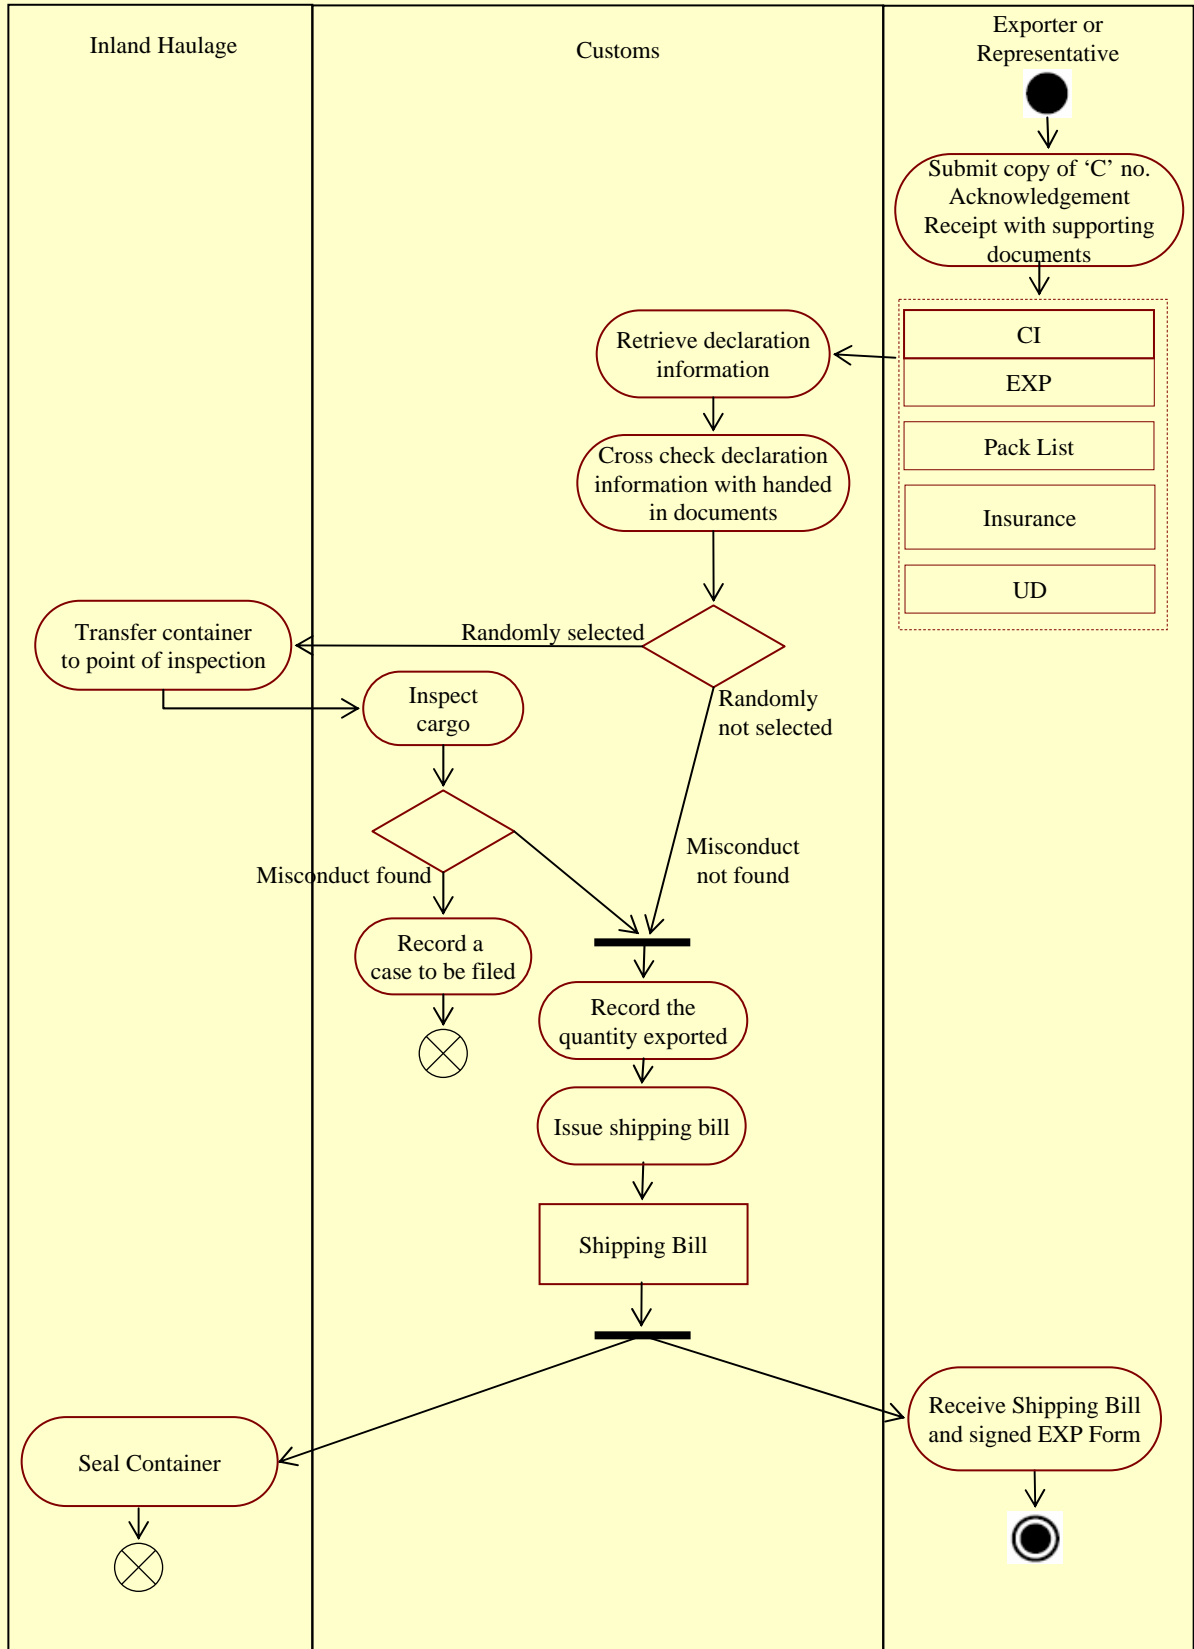 Inland Haulage
Customs
Exporter or
Representative
Submit copy of ‘C’ no.
Acknowledgement
Receipt with supporting
documents
CI
EXP
Pack List
Insurance
UD
Retrieve declaration
information
Cross check declaration
information with handed
in documents
Randomly selected
Transfer container
to point of inspection
Randomly
not selected
Inspect
cargo
Misconduct found
Misconduct
not found
Record a
case to be filed
Record the
quantity exported
Issue shipping bill
Shipping Bill
Seal Container
Receive Shipping Bill
and signed EXP Form